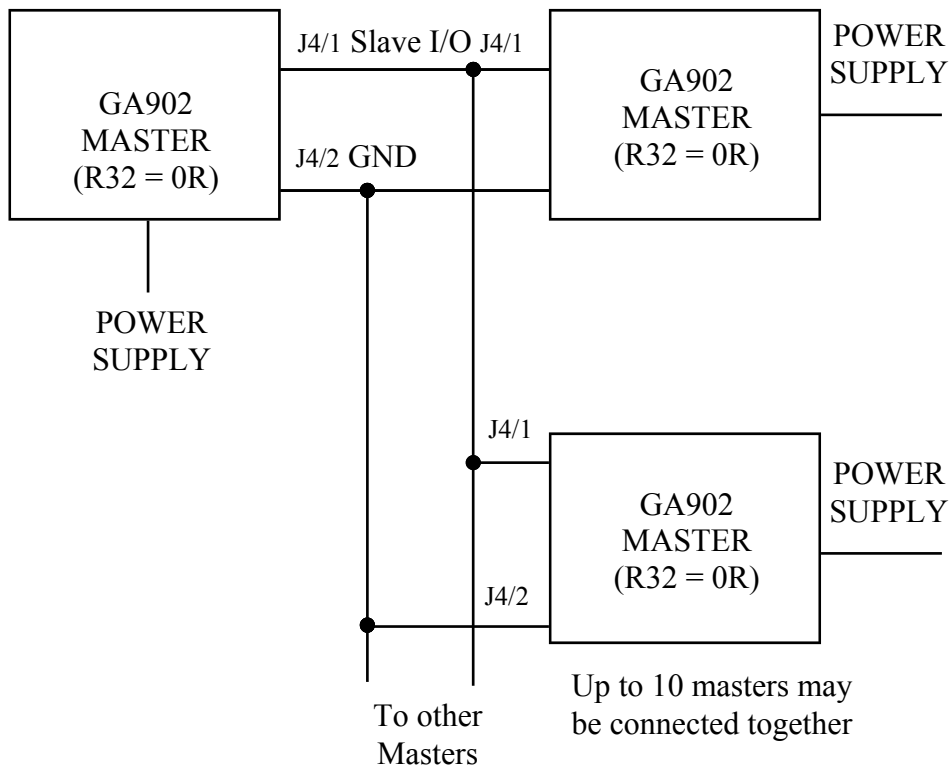 J4/1 Slave I/O J4/1
GA902
MASTER
(R32 = 0R)
J4/2 GND
POWER
SUPPLY
GA902
MASTER
(R32 = 0R)
POWER
SUPPLY
J4/1
J4/2
GA902
MASTER
(R32 = 0R)
POWER
SUPPLY
To other
Masters
Up to 10 masters may
be connected together